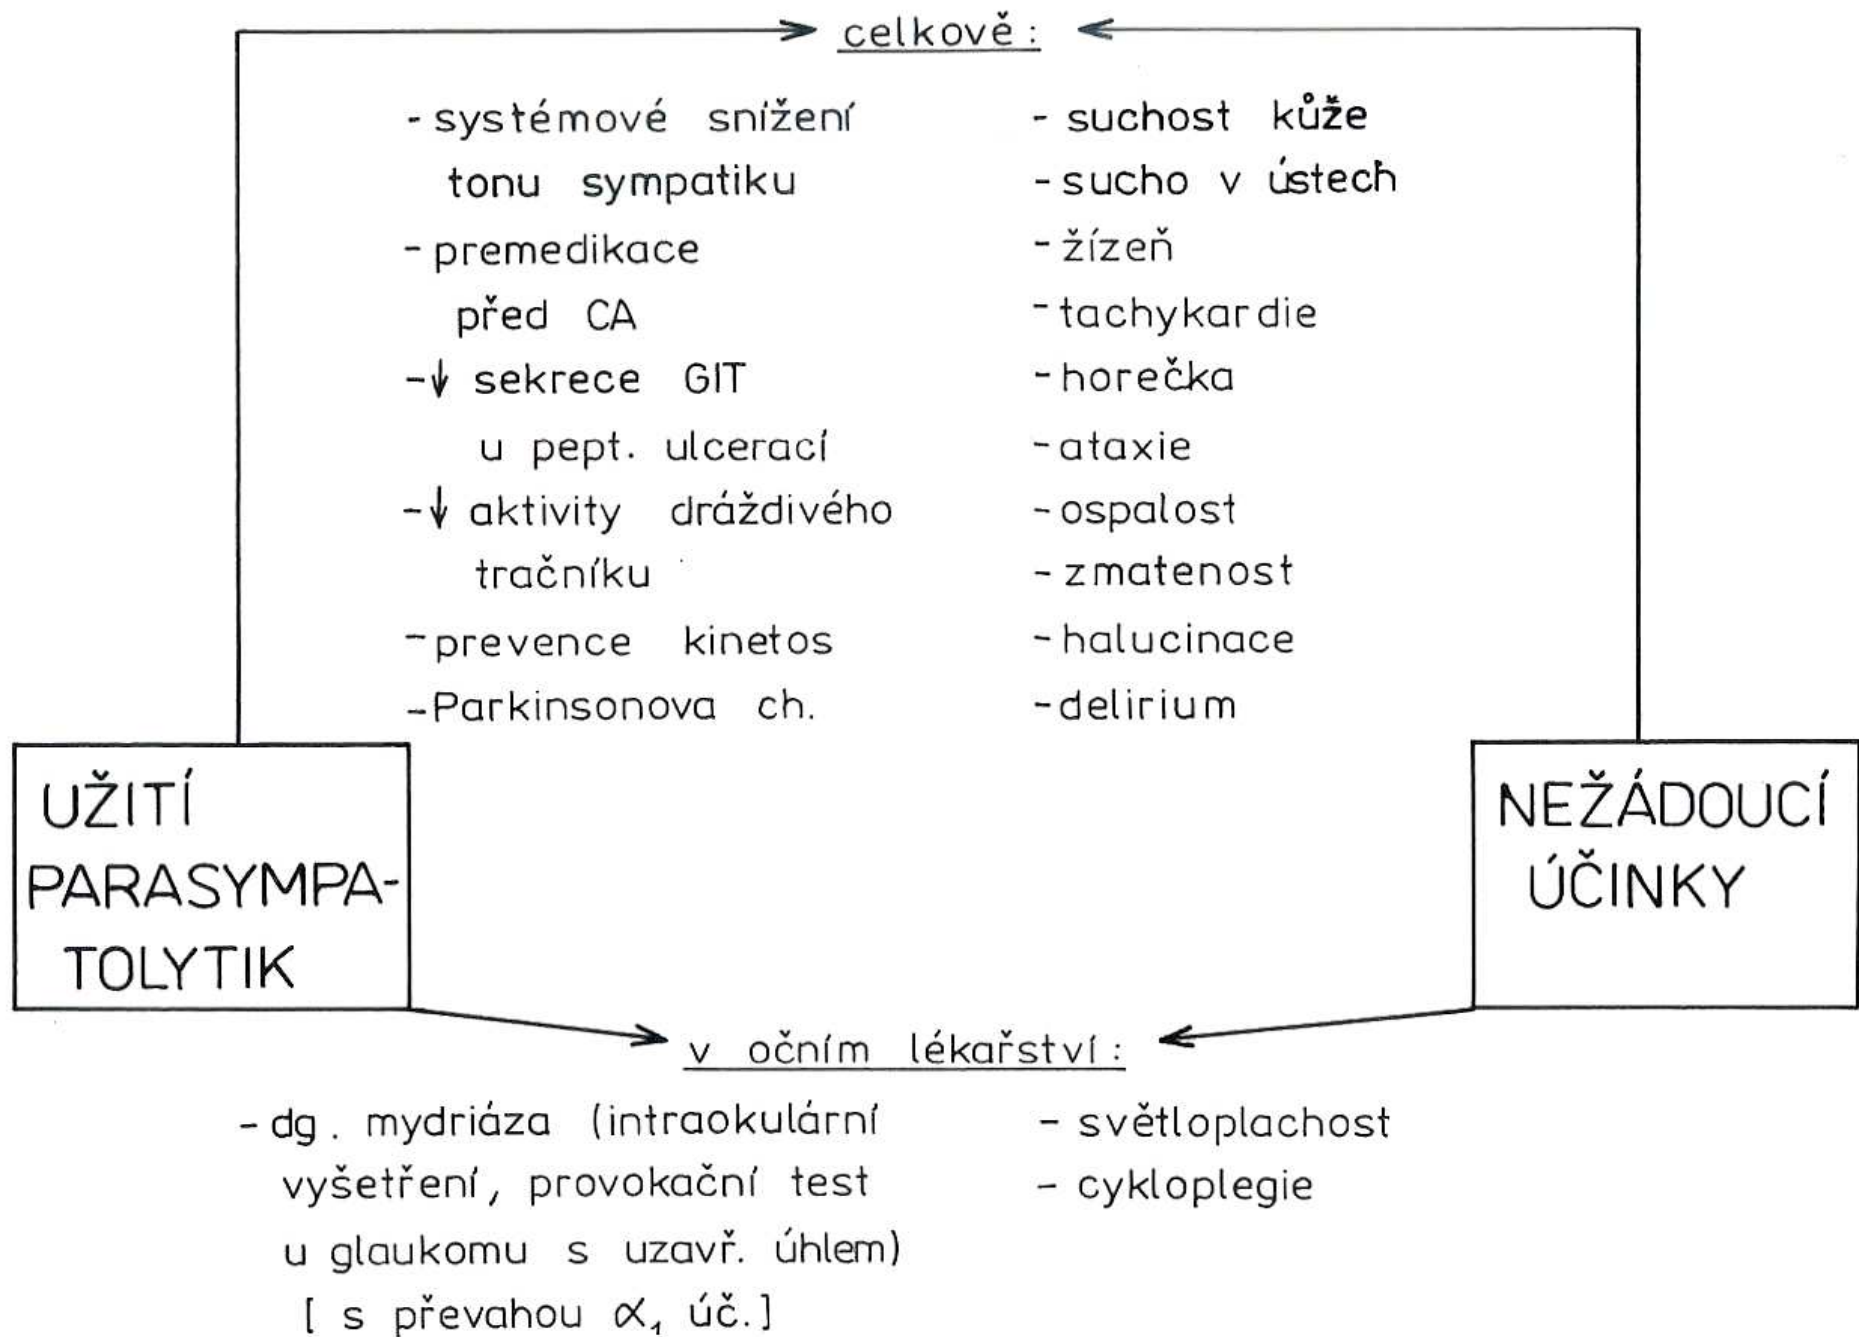 celkově:
- systémové snížení
tonu sympatiku
- premedikace
před CA
-↓ sekrece GIT
u pept. ulcerací
-↓ aktivity dráždivého
tračníku
- prevence kinetos
- Parkinsonova ch.
- suchost kůže
- sucho v ústech
- žízeň
- tachykardie
- horečka
- ataxie
- ospalost
- zmatenost
- halucinace
- delirium
UŽITÍ
PARASYMPA-
TOLYTIK
NEŽÁDOUCÍ
ÚČINKY
v očním lékařství:
- dg. mydriáza (intraokulární
vyšetření, provokační test
u glaukomu s uzavř. úhlem)
[ s převahou α₁ úč.]
- světloplachost
- cykloplegie